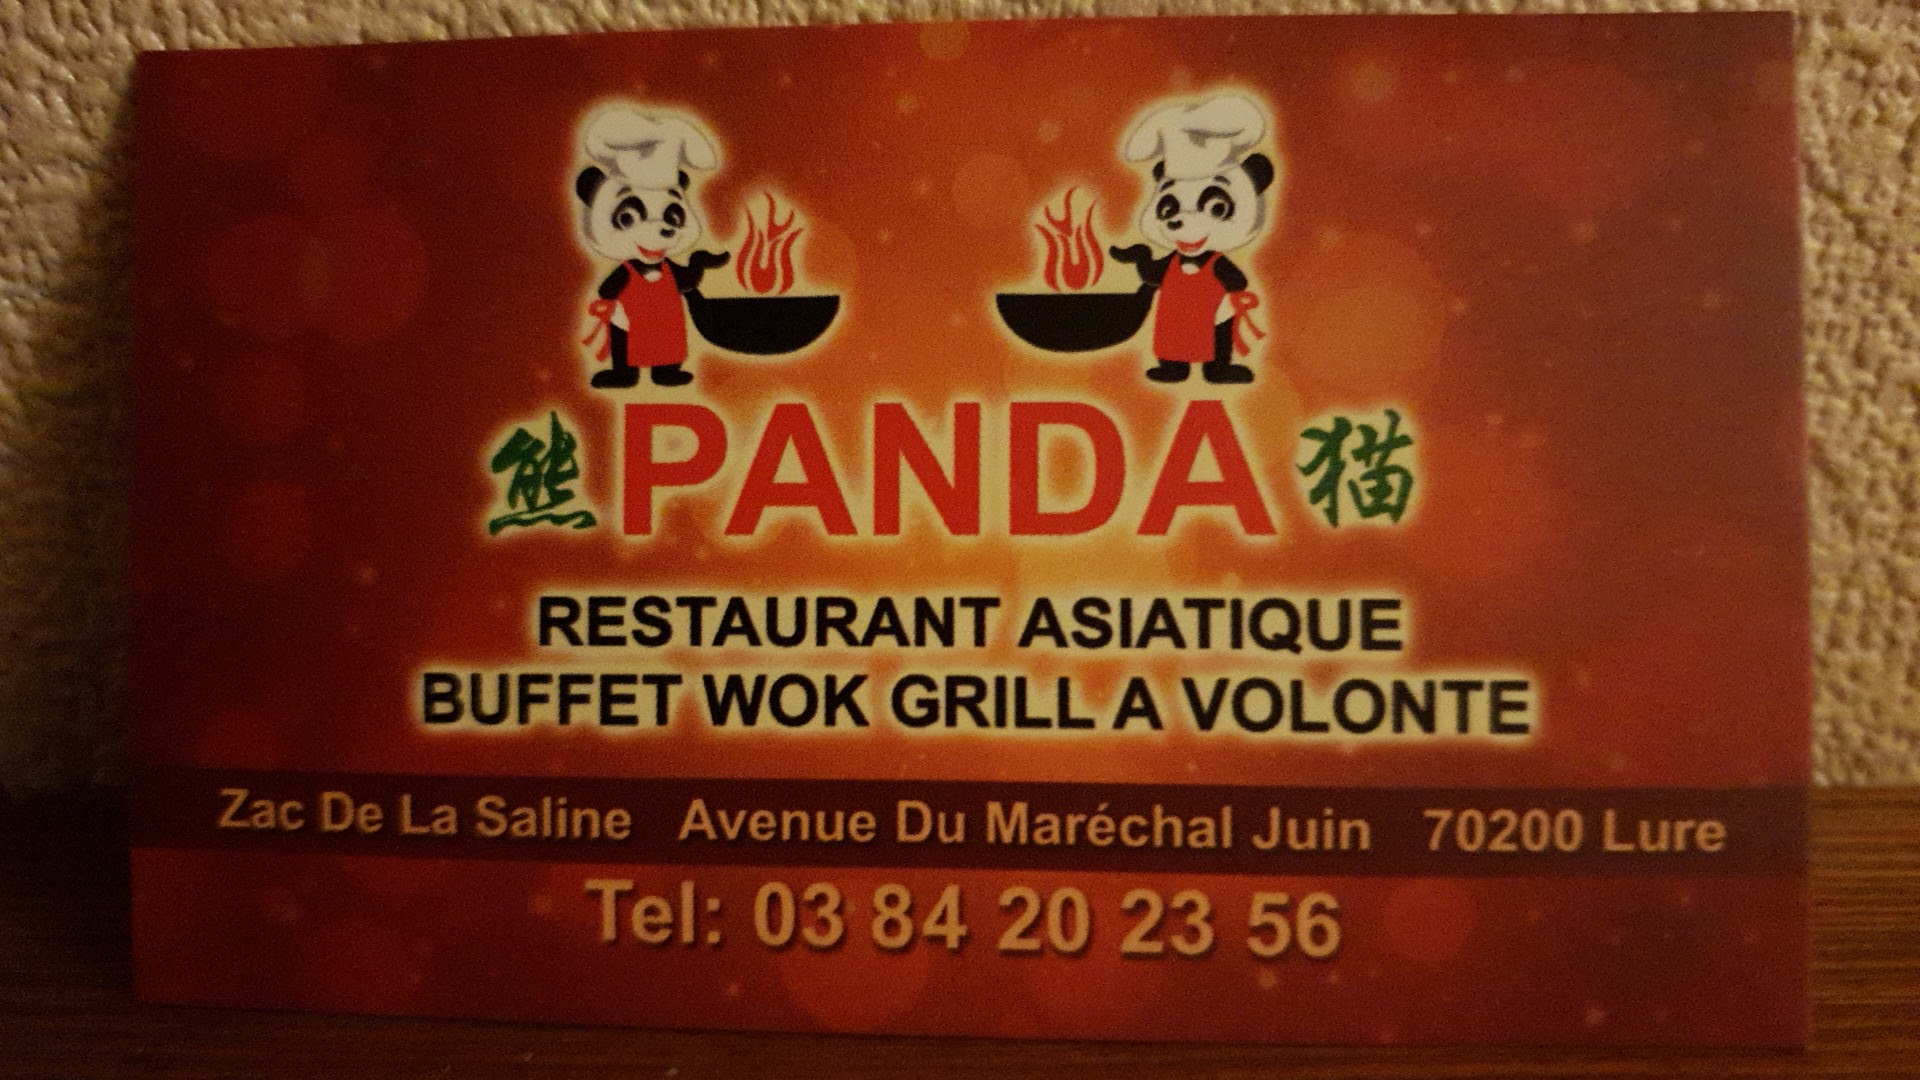 熊 PANDA 猫
RESTAURANT ASIATIQUE
BUFFET WOK GRILL A VOLONTE
Zac De La Saline Avenue Du Maréchal Juin 70200 Lure
Tel: 03 84 20 23 56